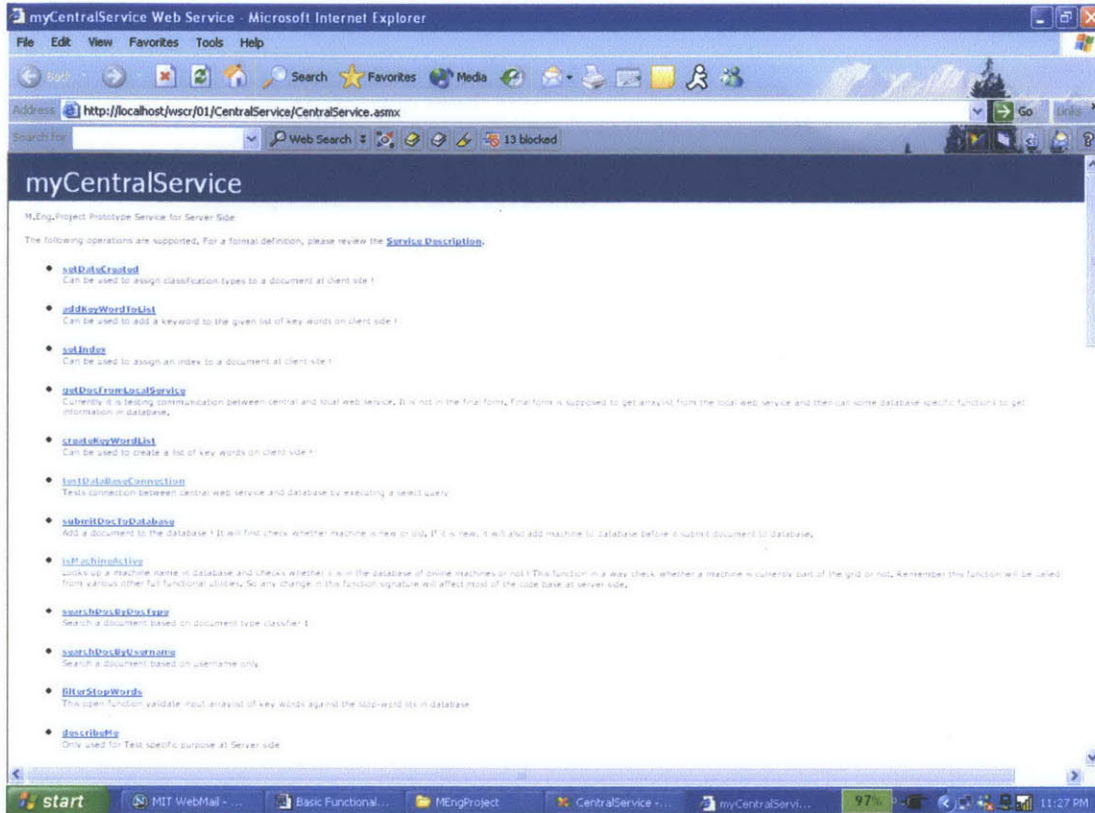 myCentralService Web Service - Microsoft Internet Explorer
File Edit View Favorites Tools Help
Back Search Favorites Media
Address http://localhost/wscr/01/CentralService/CentralService.asmx Go Links
Search for Web Search 13 blocked
myCentralService
M.Eng.Project Prototype Service for Server Side
The following operations are supported. For a formal definition, please review the Service Description.
setDateCreated
Can be used to assign classification types to a document at client site !
addKeyWordToList
Can be used to add a keyword to the given list of key words on client side !
setIndex
Can be used to assign an index to a document at client site !
getDocFromLocalService
Currently it is testing communication between central and local web service. It is not in the final form. Final form is supposed to get arraylist from the local web service and then call some database specific functions to get
information in database.
createKeyWordList
Can be used to create a list of key words on client side !
testDataBaseConnection
Tests connection between central web service and database by executing a select query
submitDocToDatabase
Add a document to the database ! It will first check whether machine is new or old. If it is new, it will also add machine to database before it submit document to database.
isMachineActive
Looks up a machine name in database and checks whether it is in the database of online machines or not ! This function in a way check whether a machine is currently part of the grid or not. Remember this function will be called
from various other full functional utilities. So any change in this function signature will affect most of the code base at server side.
searchDocByDocType
Search a document based on document type classifier !
searchDocByUsername
Search a document based on username only
filterStopWords
This open function validate input arraylist of key words against the stop-word lits in database
describeMe
Only used for Test specific purpose at Server side
start MIT WebMail - ... Basic Functional... MEngProject CentralService -... myCentralServi... 97% 11:27 PM